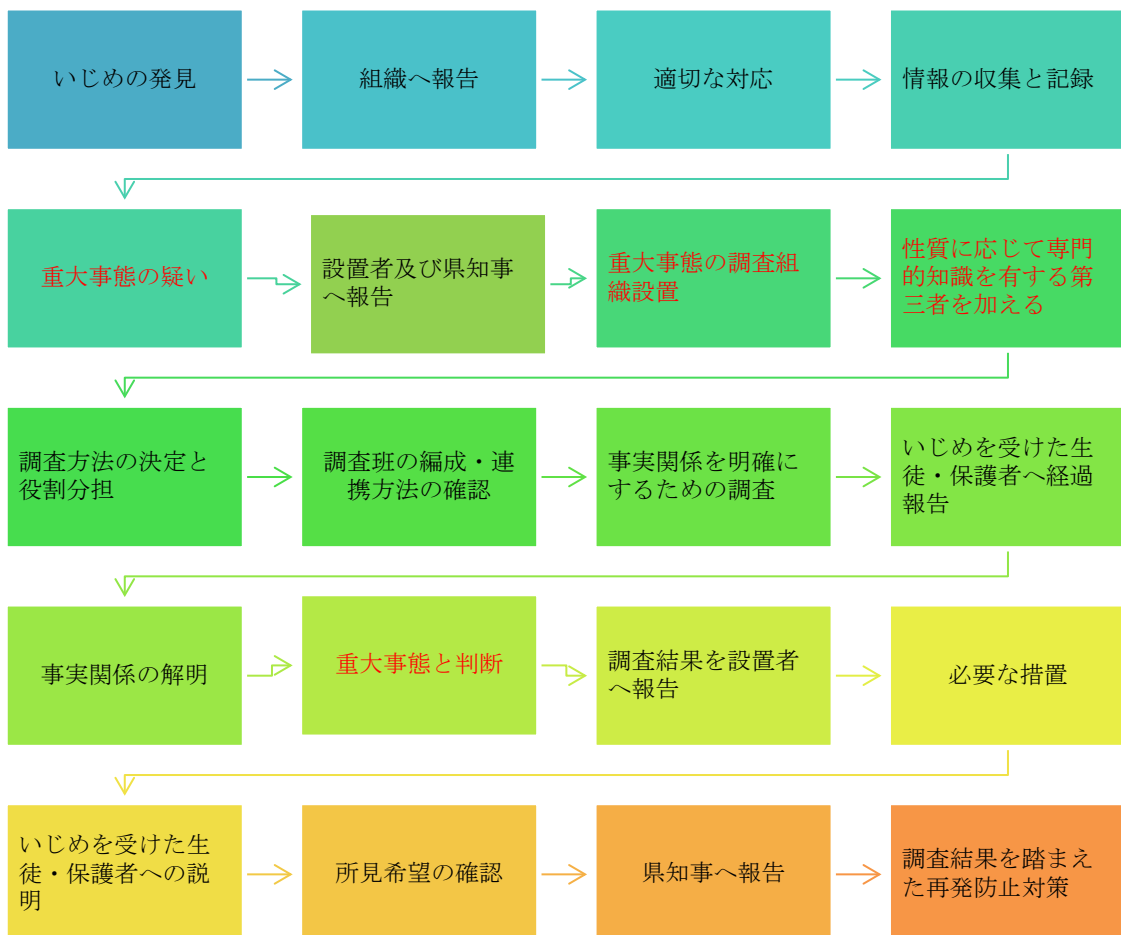 いじめの発見
組織へ報告
適切な対応
情報の収集と記録
重大事態の疑い
設置者及び県知事
へ報告
重大事態の調査組
織設置
性質に応じて専門
的知識を有する第
三者を加える
調査方法の決定と
役割分担
調査班の編成・連
携方法の確認
事実関係を明確に
するための調査
いじめを受けた生
徒・保護者へ経過
報告
事実関係の解明
重大事態と判断
調査結果を設置者
へ報告
必要な措置
いじめを受けた生
徒・保護者への説
明
所見希望の確認
県知事へ報告
調査結果を踏まえ
た再発防止対策